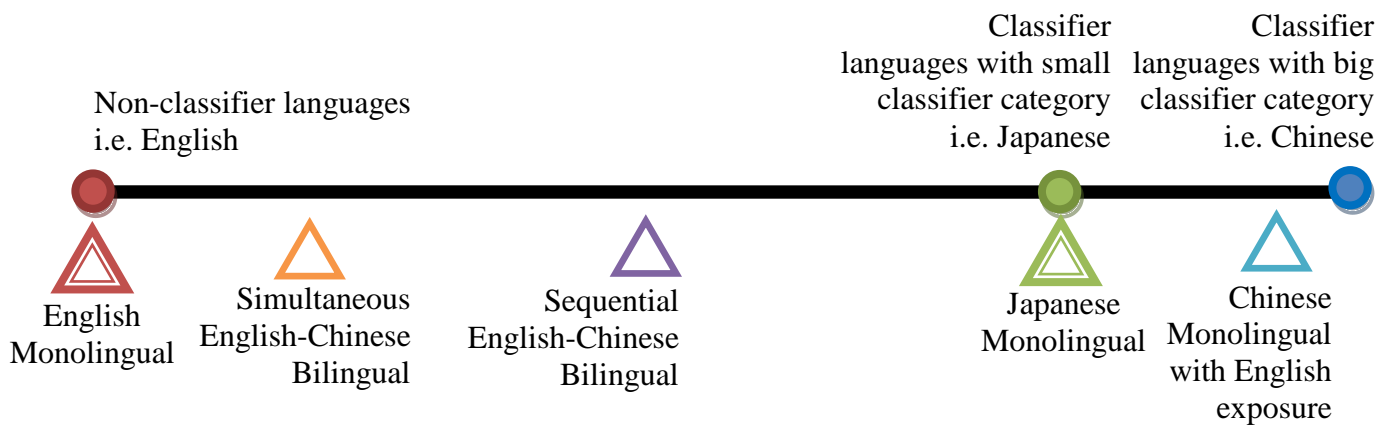 Non-classifier languages
i.e. English
Classifier
languages with small
classifier category
i.e. Japanese
Classifier
languages with big
classifier category
i.e. Chinese
English
Monolingual
Simultaneous
English-Chinese
Bilingual
Sequential
English-Chinese
Bilingual
Japanese
Monolingual
Chinese
Monolingual
with English
exposure